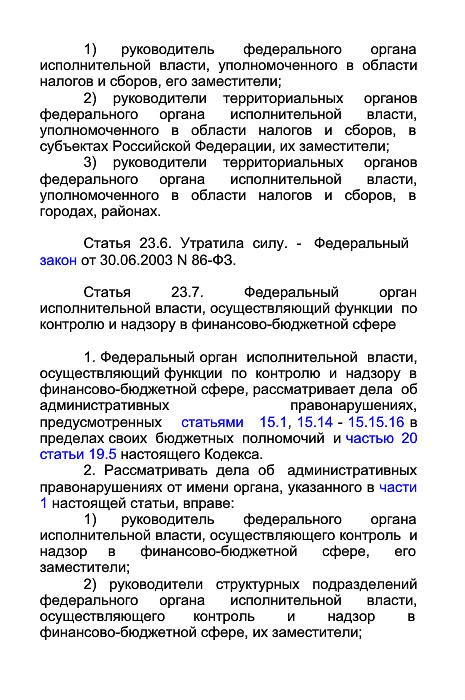 1) руководитель федерального органа
исполнительной власти, уполномоченного в области
налогов и сборов, его заместители;
2) руководители территориальных органов
федерального органа исполнительной власти,
уполномоченного в области налогов и сборов, в
субъектах Российской Федерации, их заместители;
3) руководители территориальных органов
федерального органа исполнительной власти,
уполномоченного в области налогов и сборов, в
городах, районах.
Статья 23.6. Утратила силу. - Федеральный
закон от 30.06.2003 N 86-ФЗ.
Статья 23.7. Федеральный орган
исполнительной власти, осуществляющий функции по
контролю и надзору в финансово-бюджетной сфере
1. Федеральный орган исполнительной власти,
осуществляющий функции по контролю и надзору в
финансово-бюджетной сфере, рассматривает дела об
административных правонарушениях,
предусмотренных статьями 15.1, 15.14 - 15.15.16 в
пределах своих бюджетных полномочий и частью 20
статьи 19.5 настоящего Кодекса.
2. Рассматривать дела об административных
правонарушениях от имени органа, указанного в части
1 настоящей статьи, вправе:
1) руководитель федерального органа
исполнительной власти, осуществляющего контроль и
надзор в финансово-бюджетной сфере, его
заместители;
2) руководители структурных подразделений
федерального органа исполнительной власти,
осуществляющего контроль и надзор в
финансово-бюджетной сфере, их заместители;